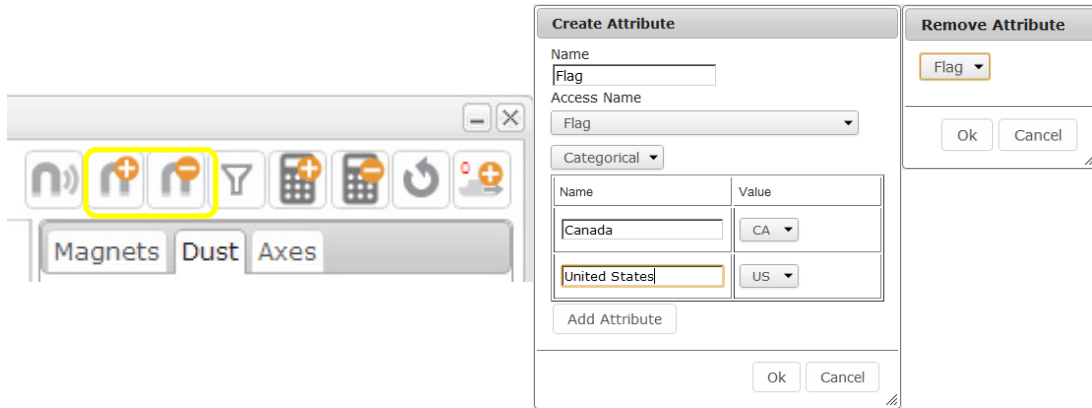 0
Magnets Dust Axes
Create Attribute
Name
Flag
Access Name
Flag
Categorical
Name Value
Canada CA
United States US
Add Attribute
Ok Cancel
Remove Attribute
Flag
Ok Cancel